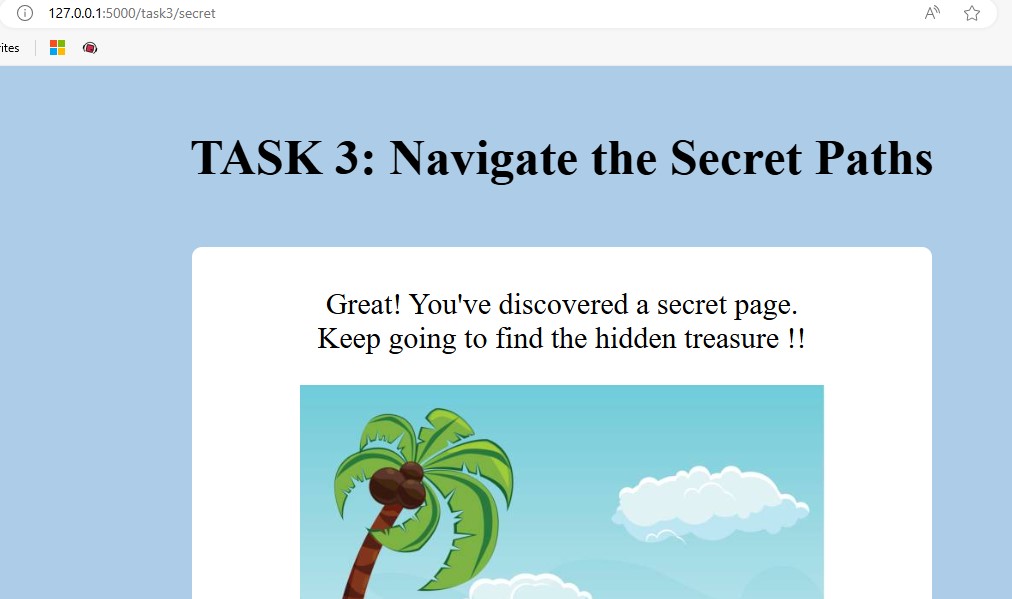 127.0.0.1:5000/task3/secret
ites
TASK 3: Navigate the Secret Paths
Great! You've discovered a secret page.
Keep going to find the hidden treasure !!